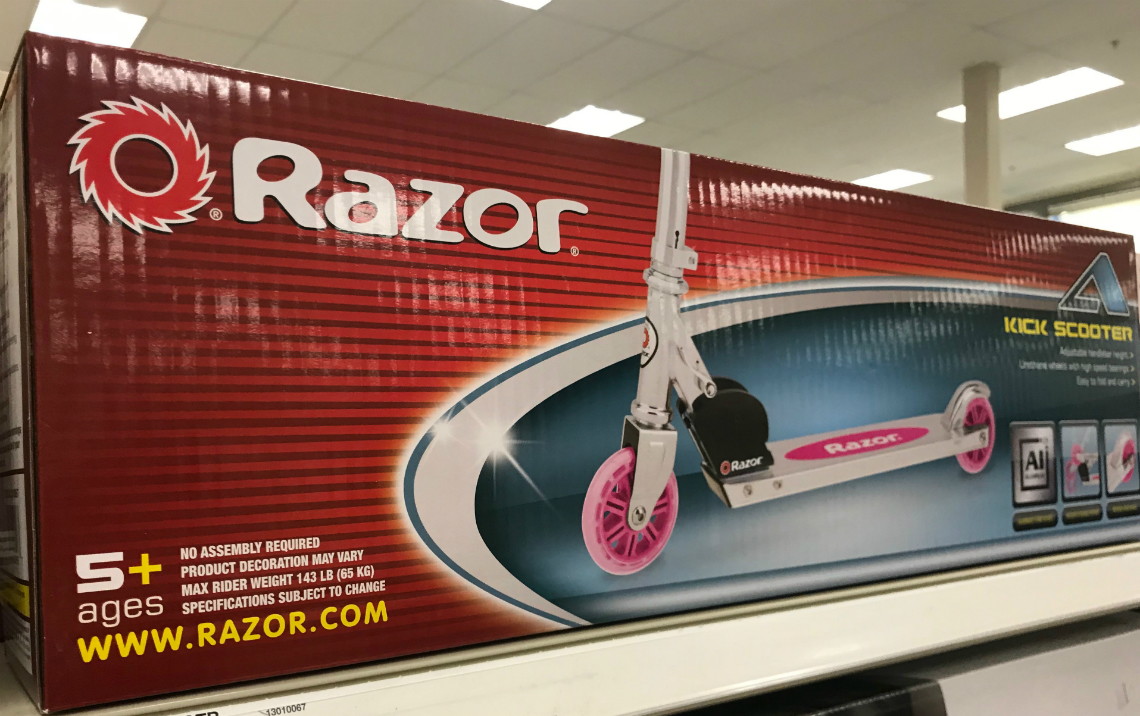 Razor
KICK SCOOTER
Adjustable handlebar height
Urethane wheels with high speed bearings
Easy to fold and carry
Razor
Razor
Al
5+
ages
NO ASSEMBLY REQUIRED
PRODUCT DECORATION MAY VARY
MAX RIDER WEIGHT 143 LB (65 KG)
SPECIFICATIONS SUBJECT TO CHANGE
WWW.RAZOR.COM
13010067